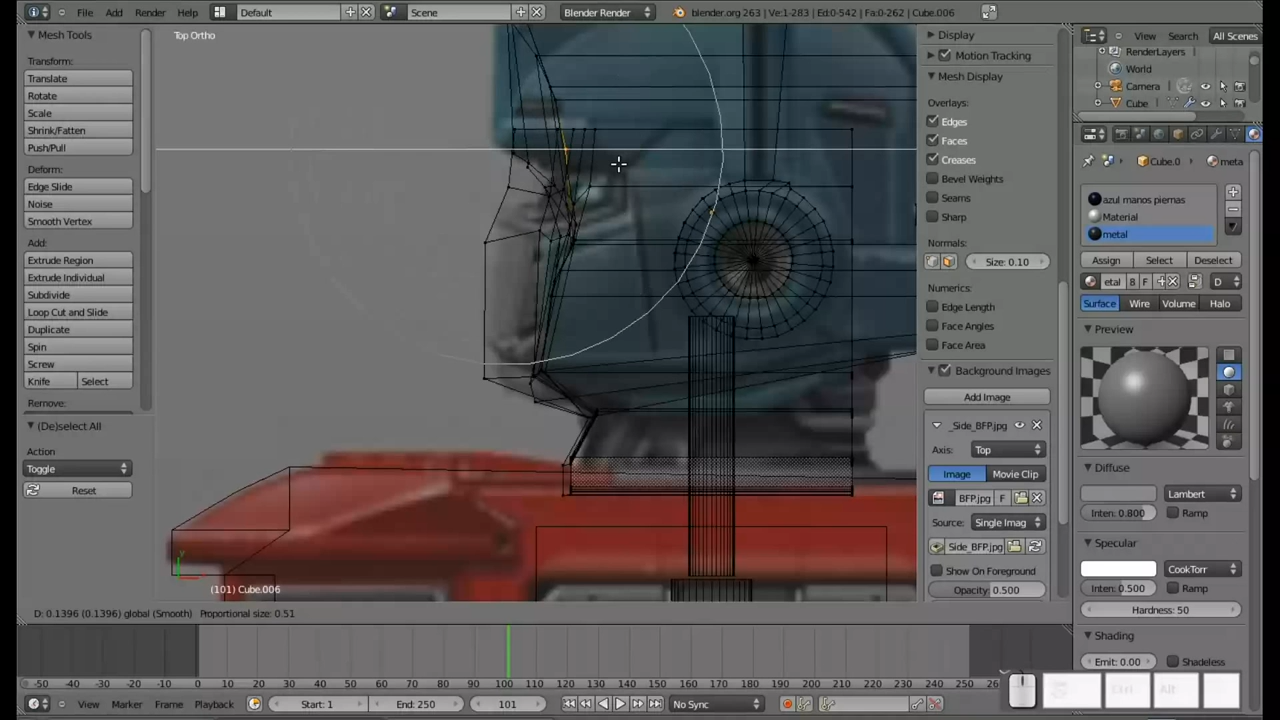 File Add Render Help Default Scene Blender Render blender.org 263 | Ve:1-283 | Ed:0-542 | Fa:0-262 | Cube.006
Mesh Tools
Transform:
Translate
Rotate
Scale
Shrink/Fatten
Push/Pull
Deform:
Edge Slide
Noise
Smooth Vertex
Add:
Extrude Region
Extrude Individual
Subdivide
Loop Cut and Slide
Duplicate
Spin
Screw
Knife Select
Remove:
(De)select All
Action
Toggle
Reset
Top Ortho
(101) Cube.006
D: 0.1396 (0.1396) global (Smooth) Proportional size: 0.51
Display
Motion Tracking
Mesh Display
Overlays:
Edges
Faces
Creases
Bevel Weights
Seams
Sharp
Normals:
Size: 0.10
Numerics:
Edge Length
Face Angles
Face Area
Background Images
Add Image
_Side_BFP.jpg
Axis: Top
Image Movie Clip
BFP.jpg F
Source: Single Imag
Side_BFP.jpg
Show On Foreground
Opacity: 0.500
View Search All Scenes
RenderLayers
World
Camera
Cube
Cube.0 meta
azul manos piernas
Material
metal
Assign Select Deselect
etal 8 F D
Surface Wire Volume Halo
Preview
Diffuse
Lambert
Inten: 0.800 Ramp
Specular
CookTorr
Inten: 0.500 Ramp
Hardness: 50
Shading
Emit: 0.00 Shadeless
-50 -40 -30 -20 -10 0 10 20 30 40 50 60 70 80 90 100 110 120 130 140 150 160 170 180 190 200 210 220 230 240 250 26
View Marker Frame Playback Start: 1 End: 250 101 No Sync
Ctrl Alt